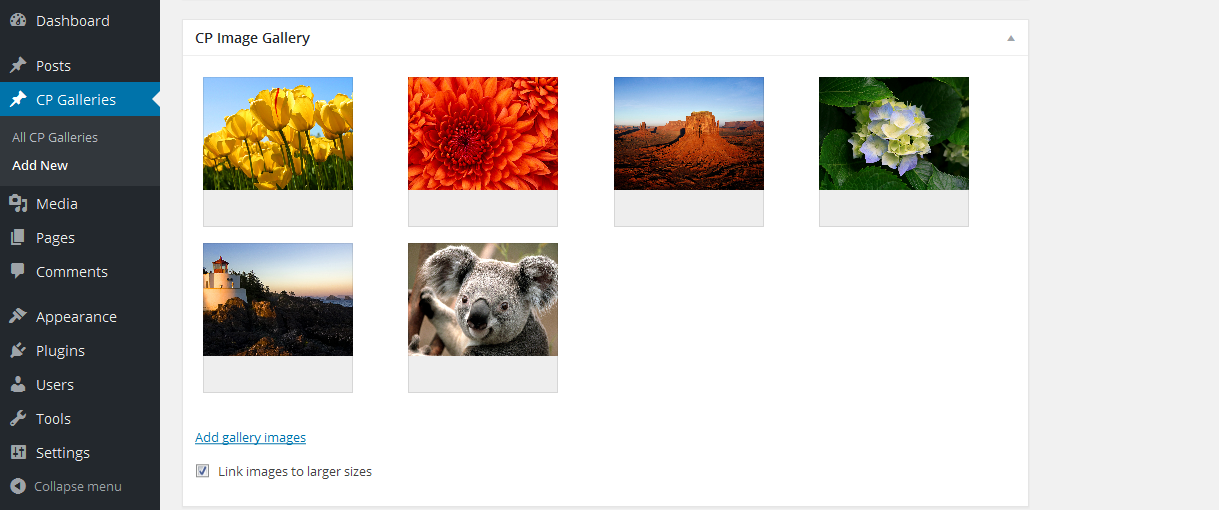 Dashboard
Posts
CP Galleries
All CP Galleries
Add New
Media
Pages
Comments
Appearance
Plugins
Users
Tools
Settings
Collapse menu
CP Image Gallery
Add gallery images
Link images to larger sizes